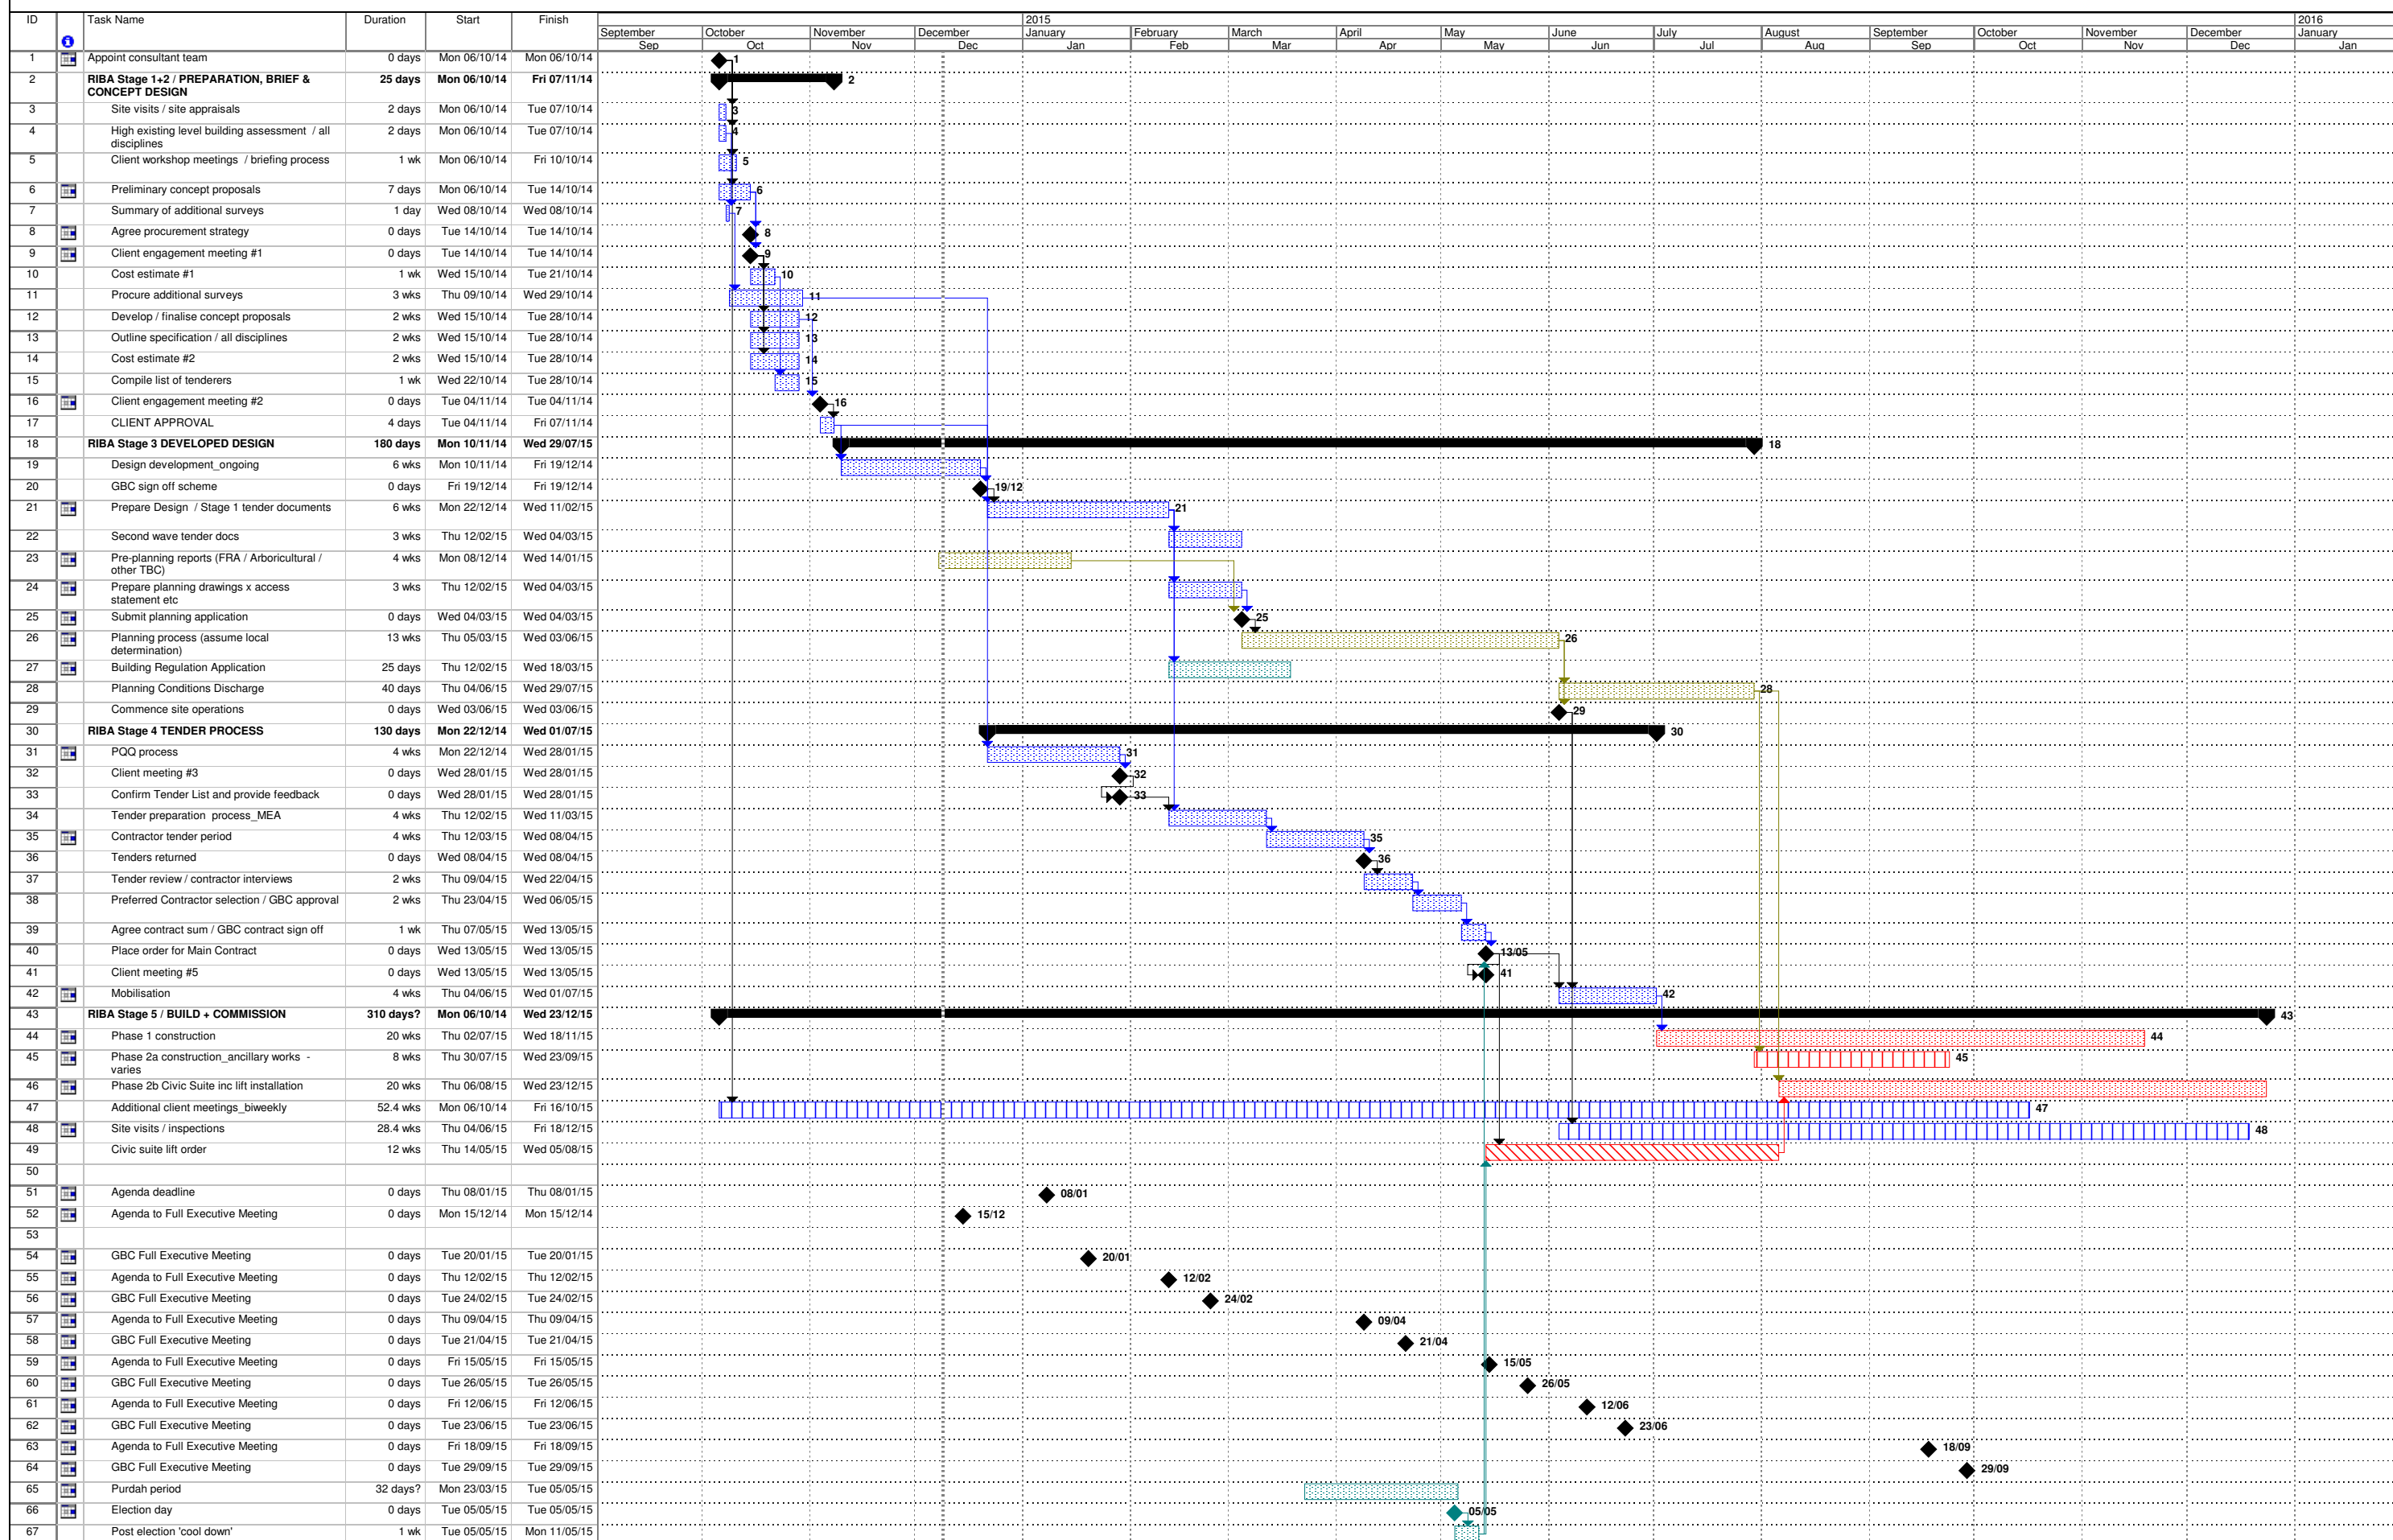 ID Task Name Duration Start Finish
2015 2016
September October November December January February March April May June July August September October November December January
Sep Oct Nov Dec Jan Feb Mar Apr May Jun Jul Aug Sep Oct Nov Dec Jan
1 Appoint consultant team 0 days Mon 06/10/14 Mon 06/10/14 1
2 RIBA Stage 1+2 / PREPARATION, BRIEF & 25 days Mon 06/10/14 Fri 07/11/14 2
CONCEPT DESIGN
3 Site visits / site appraisals 2 days Mon 06/10/14 Tue 07/10/14 3
4 High existing level building assessment / all 2 days Mon 06/10/14 Tue 07/10/14 4
disciplines
5 Client workshop meetings / briefing process 1 wk Mon 06/10/14 Fri 10/10/14 5
6 Preliminary concept proposals 7 days Mon 06/10/14 Tue 14/10/14 6
7 Summary of additional surveys 1 day Wed 08/10/14 Wed 08/10/14 7
8 Agree procurement strategy 0 days Tue 14/10/14 Tue 14/10/14 8
9 Client engagement meeting #1 0 days Tue 14/10/14 Tue 14/10/14 9
10 Cost estimate #1 1 wk Wed 15/10/14 Tue 21/10/14 10
11 Procure additional surveys 3 wks Thu 09/10/14 Wed 29/10/14 11
12 Develop / finalise concept proposals 2 wks Wed 15/10/14 Tue 28/10/14 12
13 Outline specification / all disciplines 2 wks Wed 15/10/14 Tue 28/10/14 13
14 Cost estimate #2 2 wks Wed 15/10/14 Tue 28/10/14 14
15 Compile list of tenderers 1 wk Wed 22/10/14 Tue 28/10/14 15
16 Client engagement meeting #2 0 days Tue 04/11/14 Tue 04/11/14 16
17 CLIENT APPROVAL 4 days Tue 04/11/14 Fri 07/11/14
18 RIBA Stage 3 DEVELOPED DESIGN 180 days Mon 10/11/14 Wed 29/07/15 18
19 Design development_ongoing 6 wks Mon 10/11/14 Fri 19/12/14
20 GBC sign off scheme 0 days Fri 19/12/14 Fri 19/12/14 19/12
21 Prepare Design / Stage 1 tender documents 6 wks Mon 22/12/14 Wed 11/02/15 21
22 Second wave tender docs 3 wks Thu 12/02/15 Wed 04/03/15
23 Pre-planning reports (FRA / Arboricultural / 4 wks Mon 08/12/14 Wed 14/01/15
other TBC)
24 Prepare planning drawings x access 3 wks Thu 12/02/15 Wed 04/03/15
statement etc
25 Submit planning application 0 days Wed 04/03/15 Wed 04/03/15 25
26 Planning process (assume local 13 wks Thu 05/03/15 Wed 03/06/15 26
determination)
27 Building Regulation Application 25 days Thu 12/02/15 Wed 18/03/15
28 Planning Conditions Discharge 40 days Thu 04/06/15 Wed 29/07/15 28
29 Commence site operations 0 days Wed 03/06/15 Wed 03/06/15 29
30 RIBA Stage 4 TENDER PROCESS 130 days Mon 22/12/14 Wed 01/07/15 30
31 PQQ process 4 wks Mon 22/12/14 Wed 28/01/15 31
32 Client meeting #3 0 days Wed 28/01/15 Wed 28/01/15 32
33 Confirm Tender List and provide feedback 0 days Wed 28/01/15 Wed 28/01/15 33
34 Tender preparation process_MEA 4 wks Thu 12/02/15 Wed 11/03/15
35 Contractor tender period 4 wks Thu 12/03/15 Wed 08/04/15 35
36 Tenders returned 0 days Wed 08/04/15 Wed 08/04/15 36
37 Tender review / contractor interviews 2 wks Thu 09/04/15 Wed 22/04/15
38 Preferred Contractor selection / GBC approval 2 wks Thu 23/04/15 Wed 06/05/15
39 Agree contract sum / GBC contract sign off 1 wk Thu 07/05/15 Wed 13/05/15
40 Place order for Main Contract 0 days Wed 13/05/15 Wed 13/05/15 13/05
41 Client meeting #5 0 days Wed 13/05/15 Wed 13/05/15 41
42 Mobilisation 4 wks Thu 04/06/15 Wed 01/07/15 42
43 RIBA Stage 5 / BUILD + COMMISSION 310 days? Mon 06/10/14 Wed 23/12/15 43
44 Phase 1 construction 20 wks Thu 02/07/15 Wed 18/11/15 44
45 Phase 2a construction_ancillary works - 8 wks Thu 30/07/15 Wed 23/09/15 45
varies
46 Phase 2b Civic Suite inc lift installation 20 wks Thu 06/08/15 Wed 23/12/15
47 Additional client meetings_biweekly 52.4 wks Mon 06/10/14 Fri 16/10/15 47
48 Site visits / inspections 28.4 wks Thu 04/06/15 Fri 18/12/15 48
49 Civic suite lift order 12 wks Thu 14/05/15 Wed 05/08/15
50
51 Agenda deadline 0 days Thu 08/01/15 Thu 08/01/15 08/01
52 Agenda to Full Executive Meeting 0 days Mon 15/12/14 Mon 15/12/14 15/12
53
54 GBC Full Executive Meeting 0 days Tue 20/01/15 Tue 20/01/15 20/01
55 Agenda to Full Executive Meeting 0 days Thu 12/02/15 Thu 12/02/15 12/02
56 GBC Full Executive Meeting 0 days Tue 24/02/15 Tue 24/02/15 24/02
57 Agenda to Full Executive Meeting 0 days Thu 09/04/15 Thu 09/04/15 09/04
58 GBC Full Executive Meeting 0 days Tue 21/04/15 Tue 21/04/15 21/04
59 Agenda to Full Executive Meeting 0 days Fri 15/05/15 Fri 15/05/15 15/05
60 GBC Full Executive Meeting 0 days Tue 26/05/15 Tue 26/05/15 26/05
61 Agenda to Full Executive Meeting 0 days Fri 12/06/15 Fri 12/06/15 12/06
62 GBC Full Executive Meeting 0 days Tue 23/06/15 Tue 23/06/15 23/06
63 Agenda to Full Executive Meeting 0 days Fri 18/09/15 Fri 18/09/15 18/09
64 GBC Full Executive Meeting 0 days Tue 29/09/15 Tue 29/09/15 29/09
65 Purdah period 32 days? Mon 23/03/15 Tue 05/05/15
66 Election day 0 days Tue 05/05/15 Tue 05/05/15 05/05
67 Post election 'cool down' 1 wk Tue 05/05/15 Mon 11/05/15